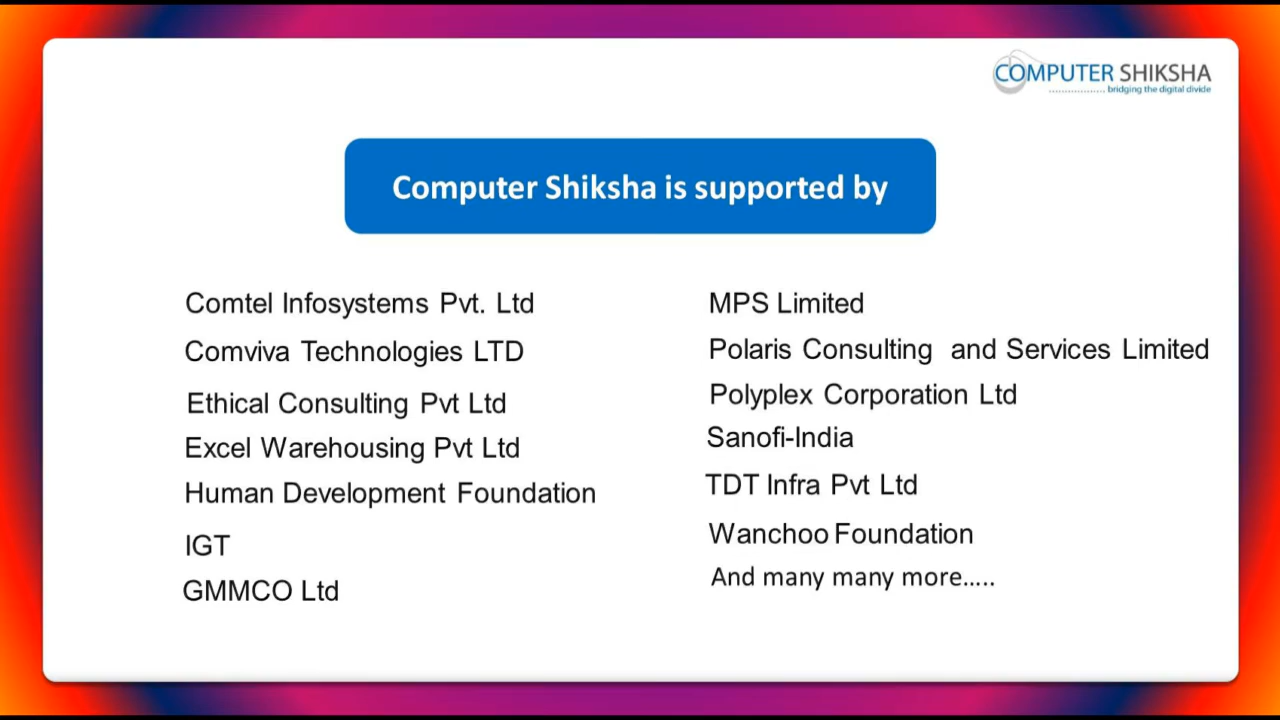 COMPUTER SHIKSHA
bridging the digital divide
Computer Shiksha is supported by
Comtel Infosystems Pvt. Ltd
Comviva Technologies LTD
Ethical Consulting Pvt Ltd
Excel Warehousing Pvt Ltd
Human Development Foundation
IGT
GMMCO Ltd
MPS Limited
Polaris Consulting and Services Limited
Polyplex Corporation Ltd
Sanofi-India
TDT Infra Pvt Ltd
Wanchoo Foundation
And many many more.....